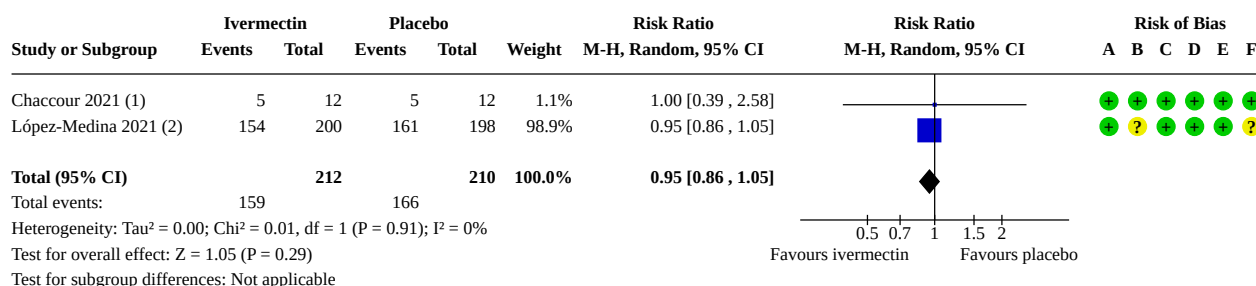 Ivermectin Placebo Risk Ratio Risk Ratio Risk of Bias
Study or Subgroup Events Total Events Total Weight M-H, Random, 95% CI M-H, Random, 95% CI A B C D E F
Chaccour 2021 (1) 5 12 5 12 1.1% 1.00 [0.39 , 2.58] + + + + + +
López-Medina 2021 (2) 154 200 161 198 98.9% 0.95 [0.86 , 1.05] + ? + + + ?
Total (95% CI) 212 210 100.0% 0.95 [0.86 , 1.05]
Total events: 159 166
Heterogeneity: Tau² = 0.00; Chi² = 0.01, df = 1 (P = 0.91); I² = 0%
0.5 0.7 1 1.5 2
Test for overall effect: Z = 1.05 (P = 0.29) Favours ivermectin Favours placebo
Test for subgroup differences: Not applicable